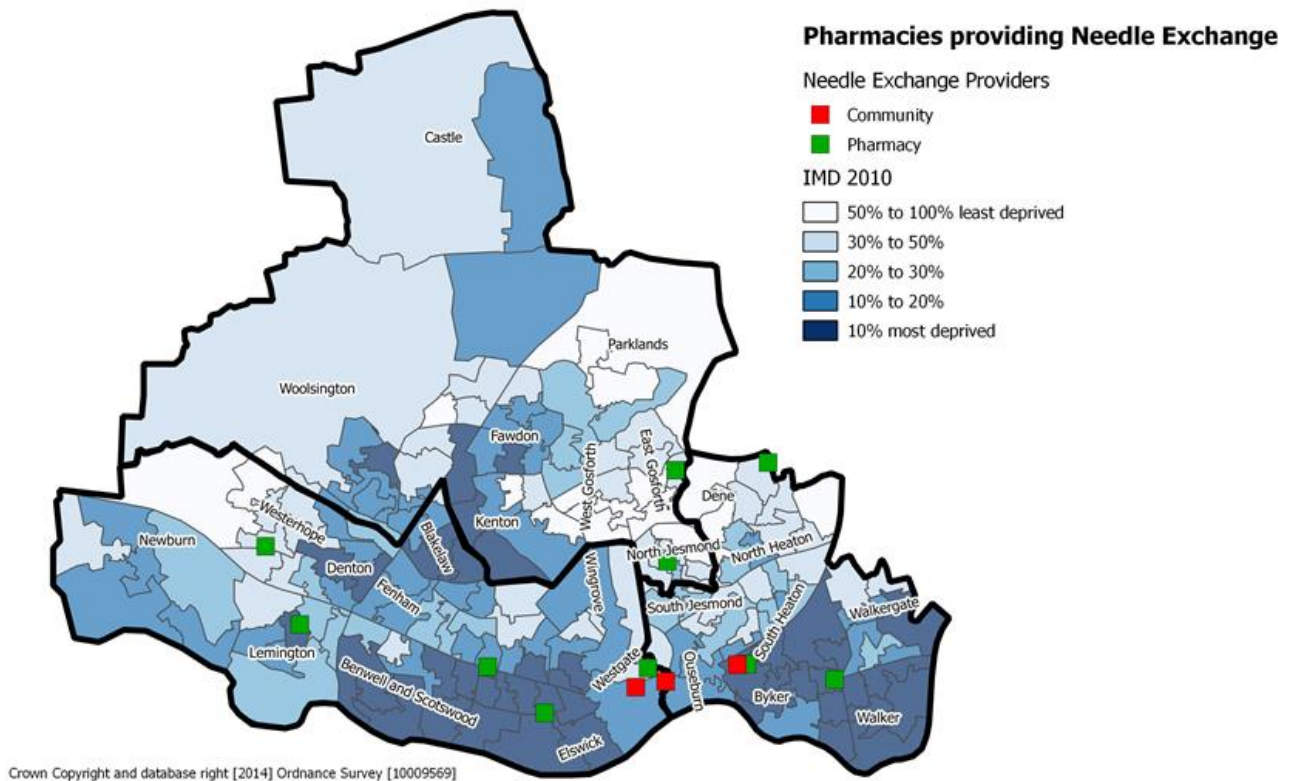 Pharmacies providing Needle Exchange
Needle Exchange Providers
Community
Pharmacy
IMD 2010
50% to 100% least deprived
30% to 50%
20% to 30%
10% to 20%
10% most deprived
Castle
Parklands
Woolsington
Fawdon
West Gosforth
East Gosforth
Dene
Kenton
Westerhope
Newburn
Blakelaw
North Jesmond
North Heaton
Denton
Fenham
Wingrove
South Jesmond
South Heaton
Walkergate
Lemington
Benwell and Scotswood
Westgate
Ouseburn
Byker
Walker
Elswick
Crown Copyright and database right [2014] Ordnance Survey [10009569]